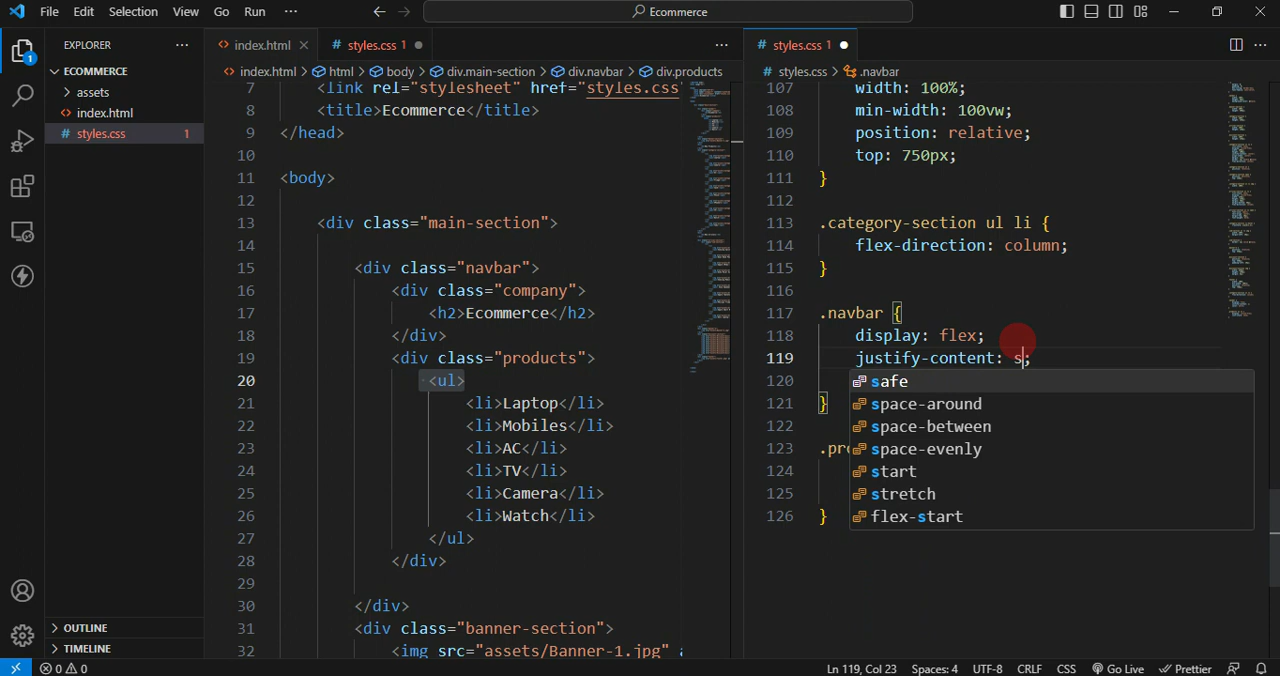 File Edit Selection View Go Run ··· Ecommerce
EXPLORER ···
ECOMMERCE
assets
index.html
styles.css 1
OUTLINE
TIMELINE
index.html styles.css 1 ···
index.html > html > body > div.main-section > div.navbar > div.products
7 <link rel="stylesheet" href="styles.css"
8 <title>Ecommerce</title>
9 </head>
10
11 <body>
12
13 <div class="main-section">
14
15 <div class="navbar">
16 <div class="company">
17 <h2>Ecommerce</h2>
18 </div>
19 <div class="products">
20 <ul>
21 <li>Laptop</li>
22 <li>Mobiles</li>
23 <li>AC</li>
24 <li>TV</li>
25 <li>Camera</li>
26 <li>Watch</li>
27 </ul>
28 </div>
29
30 </div>
31 <div class="banner-section">
32 <img src="assets/Banner-1.jpg" a
styles.css 1 ···
styles.css > .navbar
107 width: 100%;
108 min-width: 100vw;
109 position: relative;
110 top: 750px;
111 }
112
113 .category-section ul li {
114 flex-direction: column;
115 }
116
117 .navbar {
118 display: flex;
119 justify-content: s;
120
121 }
122
123 .pr
125
126 }
safe
space-around
space-between
space-evenly
start
stretch
flex-start
0 0 Ln 119, Col 23 Spaces: 4 UTF-8 CRLF CSS Go Live Prettier